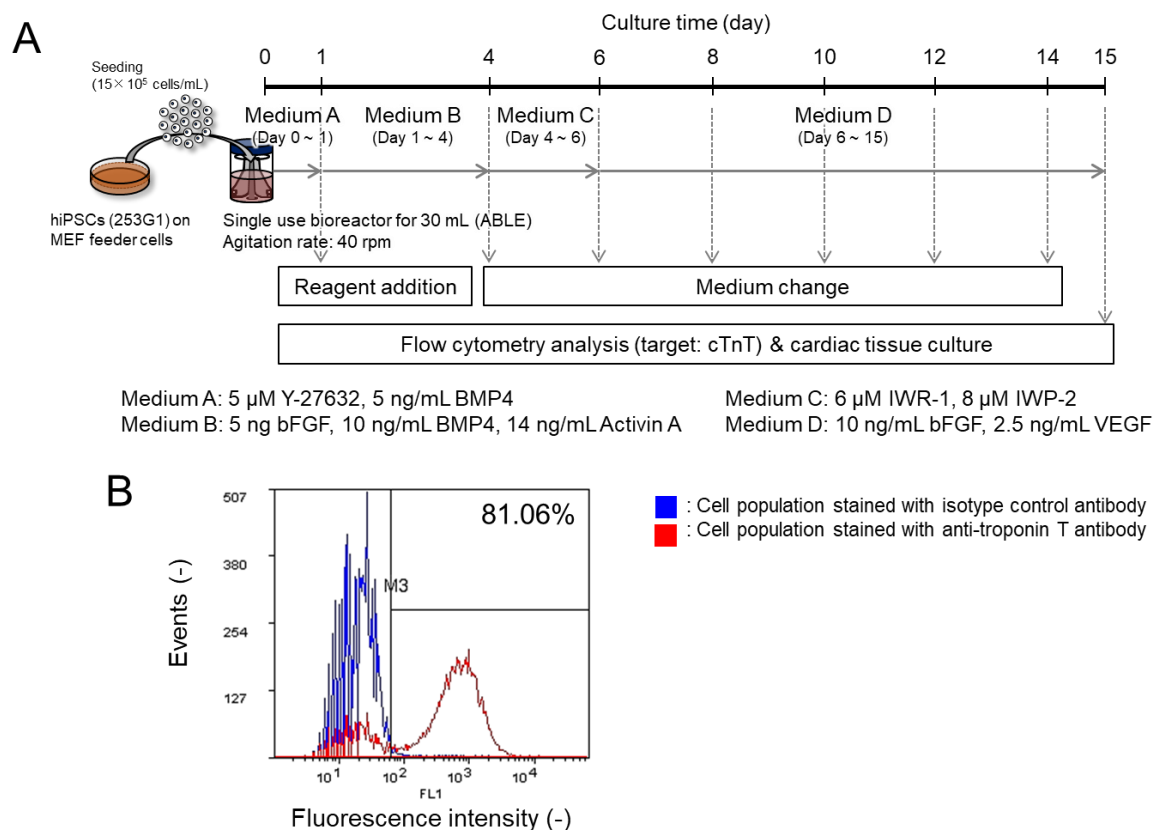 A
Culture time (day)
0 1 4 6 8 10 12 14 15
Seeding
(15× 10⁵ cells/mL)
Medium A
(Day 0 ~ 1)
Medium B
(Day 1 ~ 4)
Medium C
(Day 4 ~ 6)
Medium D
(Day 6 ~ 15)
hiPSCs (253G1) on
MEF feeder cells
Single use bioreactor for 30 mL (ABLE)
Agitation rate: 40 rpm
Reagent addition
Medium change
Flow cytometry analysis (target: cTnT) & cardiac tissue culture
Medium A: 5 μM Y-27632, 5 ng/mL BMP4
Medium B: 5 ng bFGF, 10 ng/mL BMP4, 14 ng/mL Activin A
Medium C: 6 μM IWR-1, 8 μM IWP-2
Medium D: 10 ng/mL bFGF, 2.5 ng/mL VEGF
B
507
380
254
127
Events (-)
81.06%
M3
10¹ 10² 10³ 10⁴
FL1
Fluorescence intensity (-)
: Cell population stained with isotype control antibody
: Cell population stained with anti-troponin T antibody